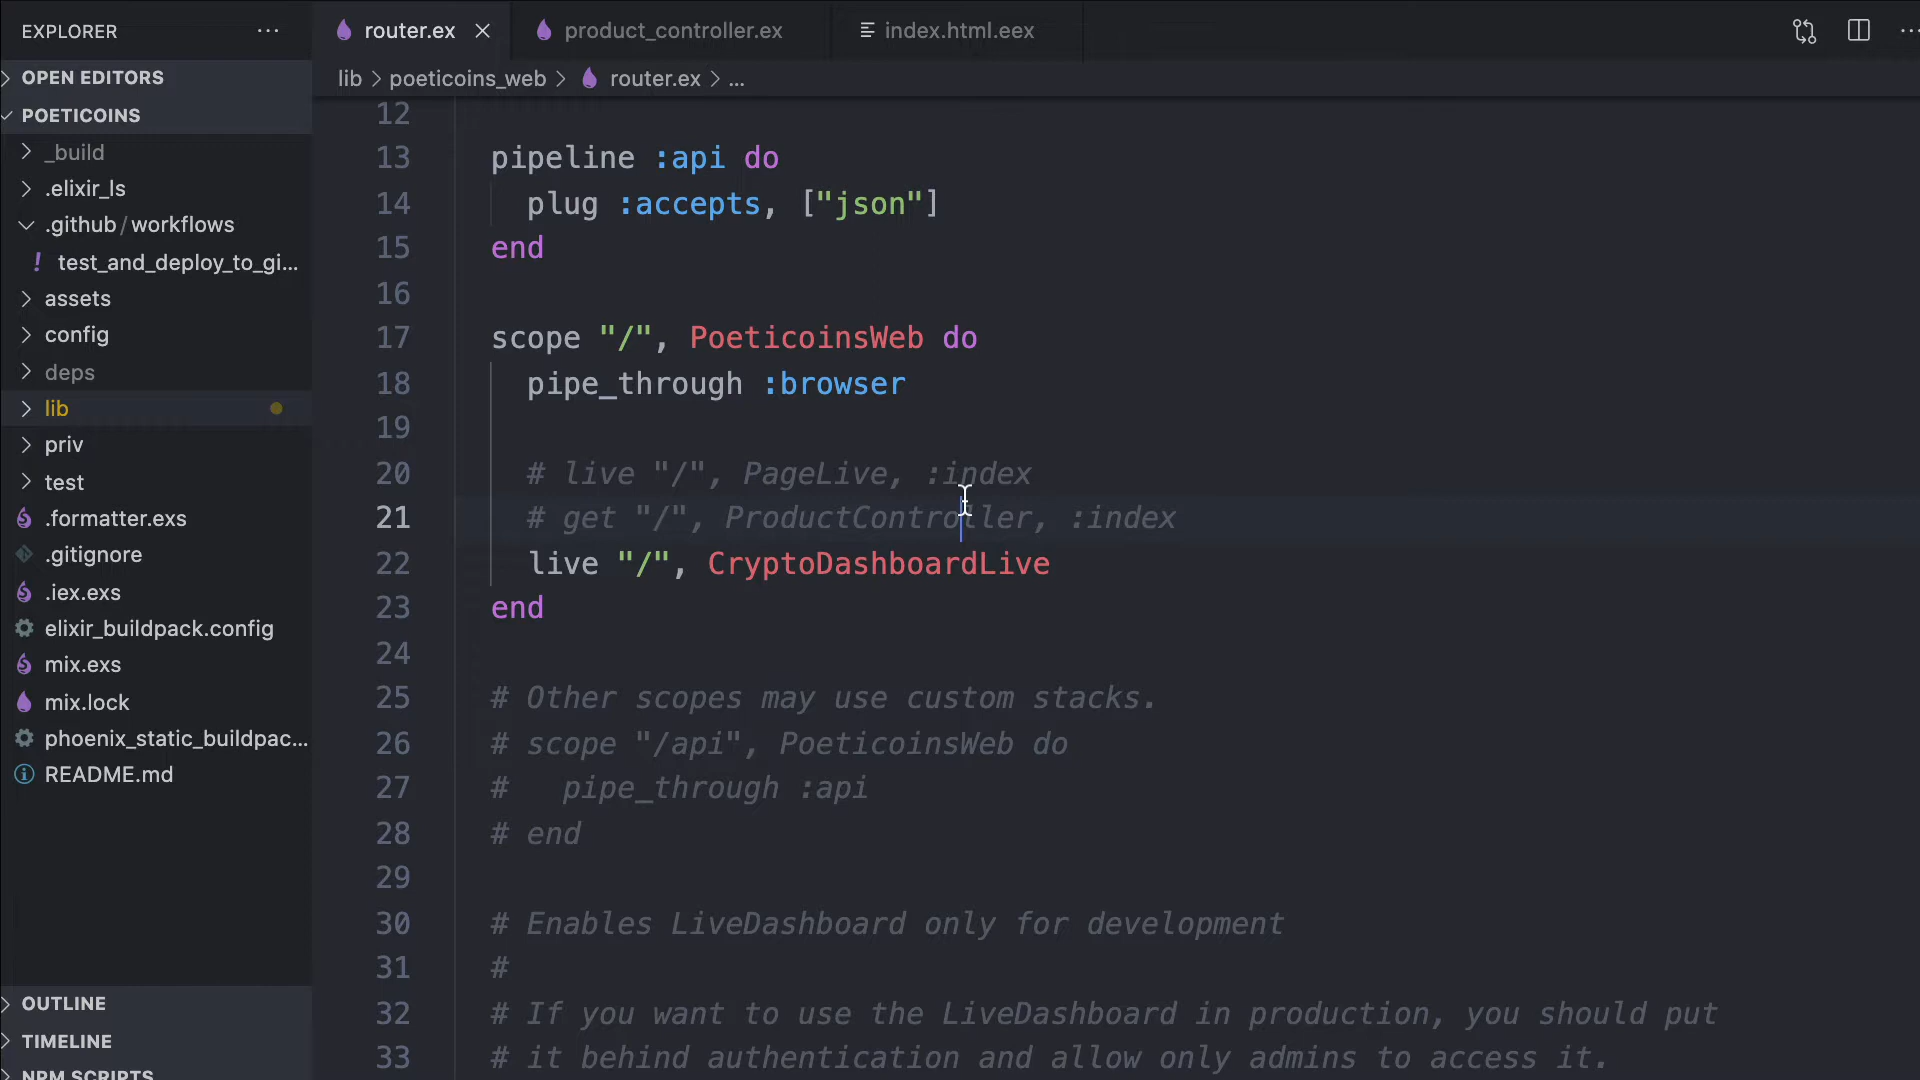 EXPLORER
router.ex
product_controller.ex
index.html.eex
OPEN EDITORS
lib > poeticoins_web > router.ex > ...
POETICOINS
_build
.elixir_ls
.github/workflows
! test_and_deploy_to_gi...
assets
config
deps
lib
priv
test
.formatter.exs
.gitignore
.iex.exs
elixir_buildpack.config
mix.exs
mix.lock
phoenix_static_buildpac...
README.md
OUTLINE
TIMELINE
NPM SCRIPTS
12
13 pipeline :api do
14 plug :accepts, ["json"]
15 end
16
17 scope "/", PoeticoinsWeb do
18 pipe_through :browser
19
20 # live "/", PageLive, :index
21 # get "/", ProductController, :index
22 live "/", CryptoDashboardLive
23 end
24
25 # Other scopes may use custom stacks.
26 # scope "/api", PoeticoinsWeb do
27 #   pipe_through :api
28 # end
29
30 # Enables LiveDashboard only for development
31 #
32 # If you want to use the LiveDashboard in production, you should put
33 # it behind authentication and allow only admins to access it.